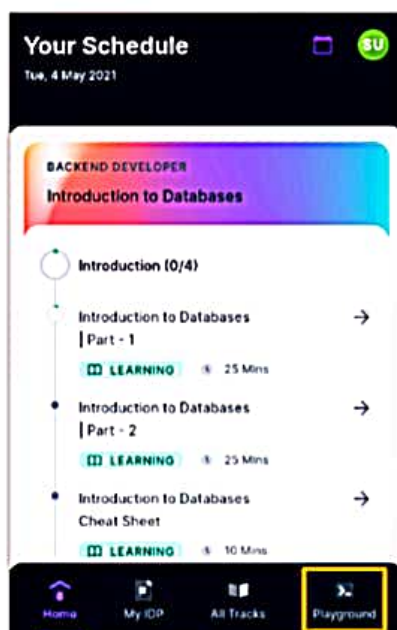 Your Schedule
SU
Tue, 4 May 2021
BACKEND DEVELOPER
Introduction to Databases
Introduction (0/4)
Introduction to Databases
| Part - 1
LEARNING 25 Mins
Introduction to Databases
| Part - 2
LEARNING 25 Mins
Introduction to Databases
Cheat Sheet
LEARNING 10 Mins
Home My IDP All Tracks Playground